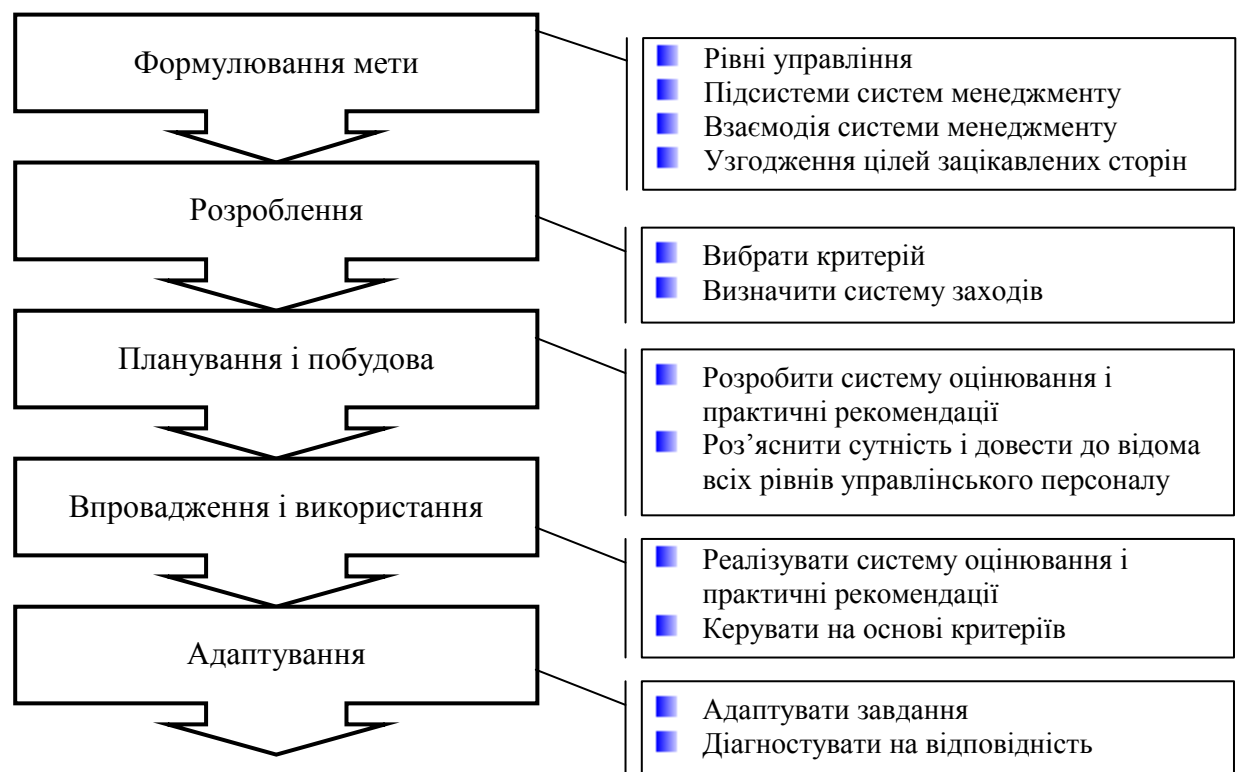 Формулювання мети
Рівні управління
Підсистеми систем менеджменту
Взаємодія системи менеджменту
Узгодження цілей зацікавлених сторін
Розроблення
Вибрати критерій
Визначити систему заходів
Планування і побудова
Розробити систему оцінювання і
практичні рекомендації
Роз’яснити сутність і довести до відома
всіх рівнів управлінського персоналу
Впровадження і використання
Реалізувати систему оцінювання і
практичні рекомендації
Керувати на основі критеріїв
Адаптування
Адаптувати завдання
Діагностувати на відповідність